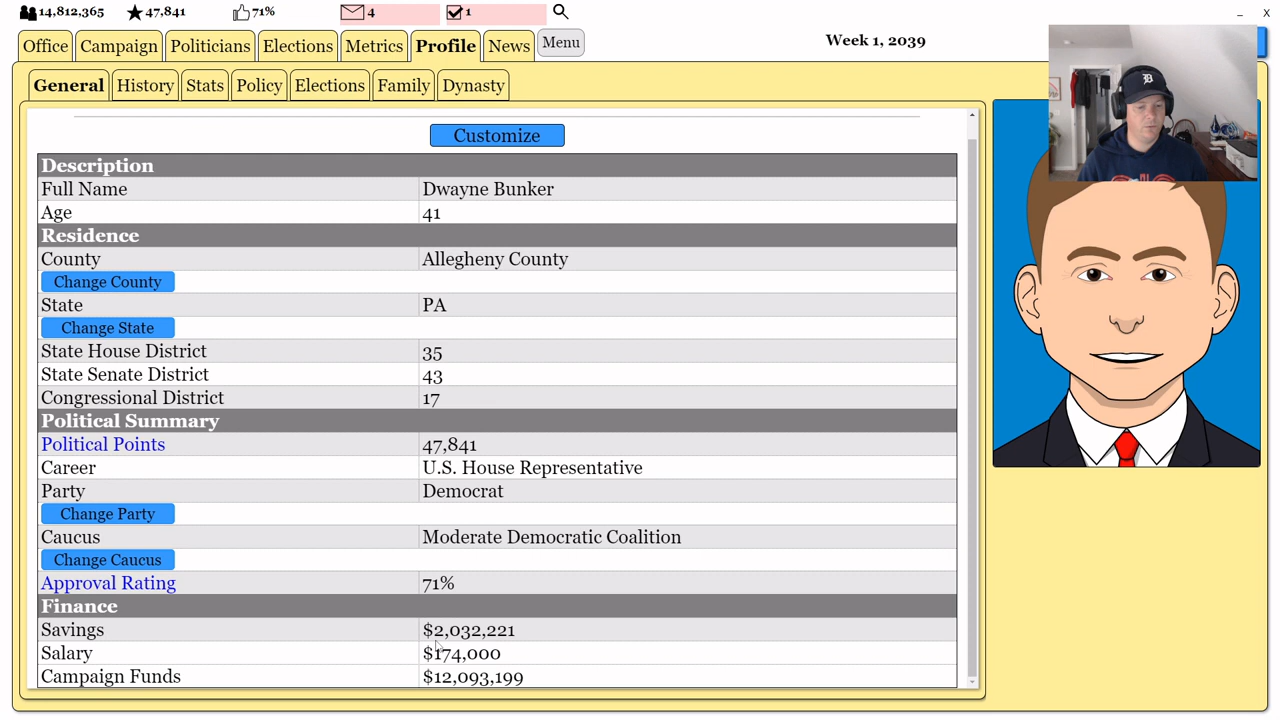 14,812,365 47,841 71% 4 1
Office Campaign Politicians Elections Metrics Profile News Menu
Week 1, 2039
General History Stats Policy Elections Family Dynasty
Customize
Description
Full Name Dwayne Bunker
Age 41
Residence
County Allegheny County
Change County
State PA
Change State
State House District 35
State Senate District 43
Congressional District 17
Political Summary
Political Points 47,841
Career U.S. House Representative
Party Democrat
Change Party
Caucus Moderate Democratic Coalition
Change Caucus
Approval Rating 71%
Finance
Savings $2,032,221
Salary $174,000
Campaign Funds $12,093,199